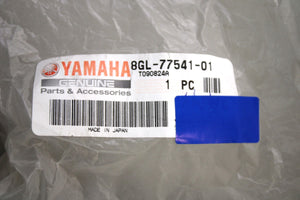 YAMAHA 8GL-77541-01
GENUINE T090824A
Parts & Accessories 1 PC
MADE IN JAPAN